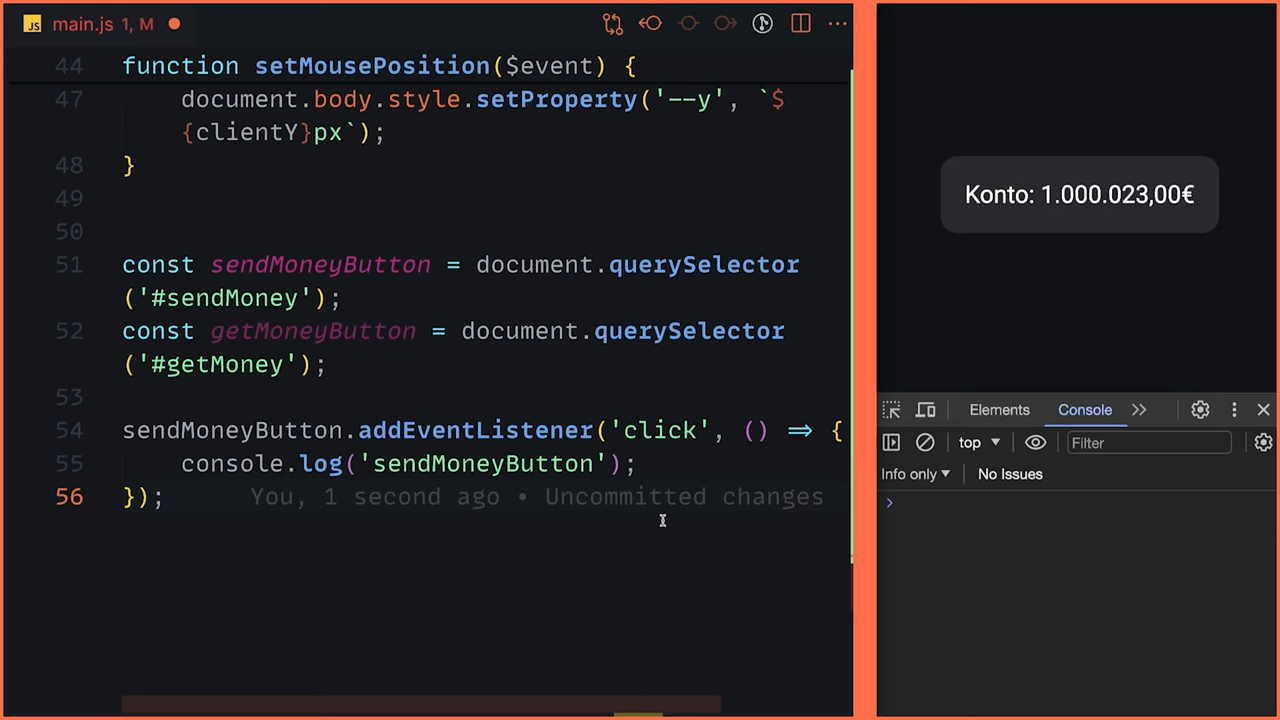 JS main.js 1, M
44 function setMousePosition($event) {
47 document.body.style.setProperty('--y', `$
{clientY}px`);
48 }
49
50
51 const sendMoneyButton = document.querySelector
('#sendMoney');
52 const getMoneyButton = document.querySelector
('#getMoney');
53
54 sendMoneyButton.addEventListener('click', () => {
55 console.log('sendMoneyButton');
56 }); You, 1 second ago • Uncommitted changes
Konto: 1.000.023,00€
Elements Console
top Filter
Info only No Issues